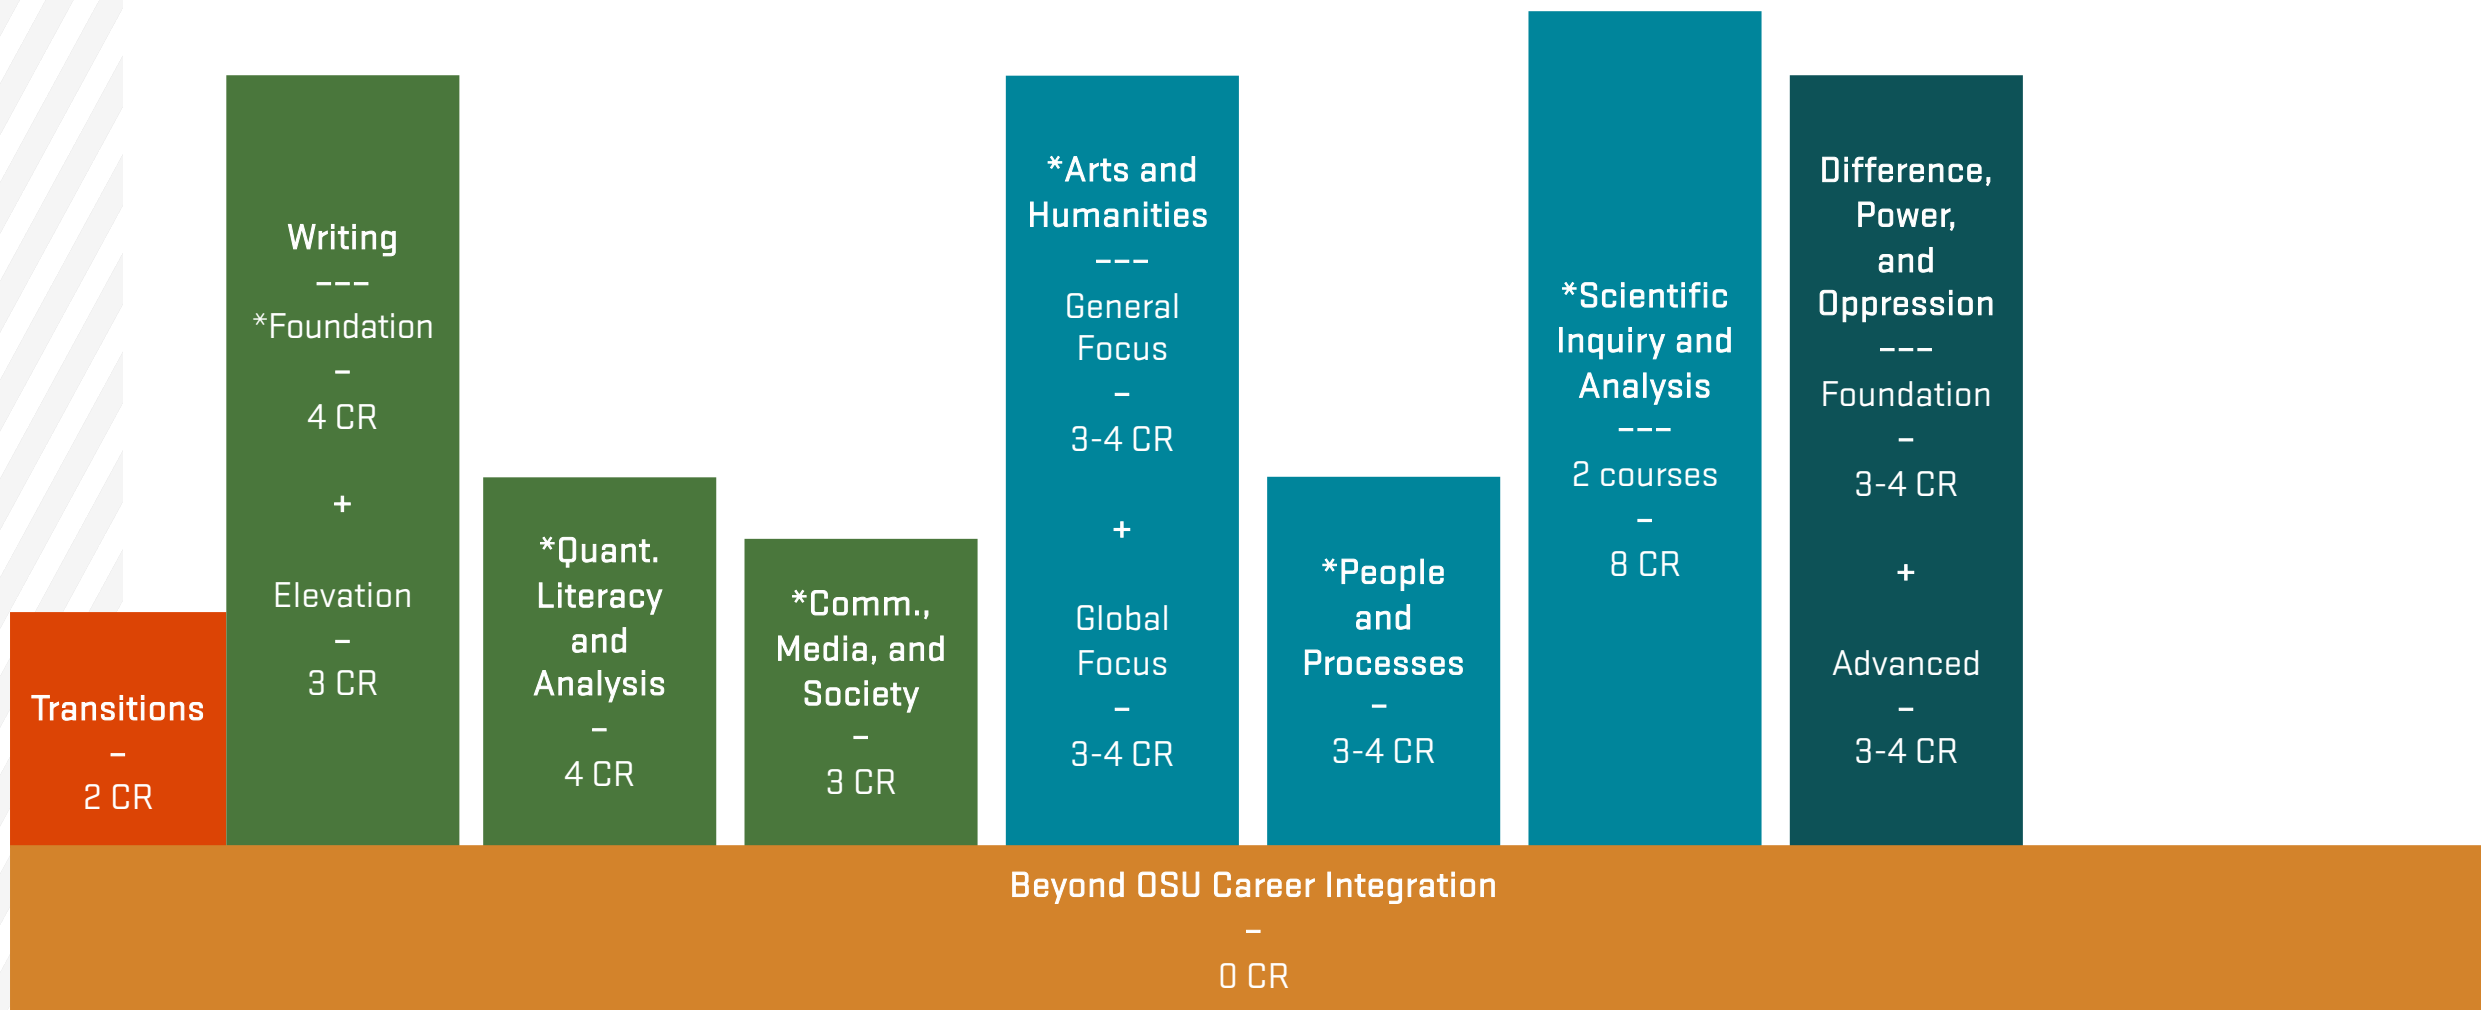 Transitions
–
2 CR
Writing
---
*Foundation
–
4 CR
+
Elevation
–
3 CR
*Quant.
Literacy
and
Analysis
–
4 CR
*Comm.,
Media, and
Society
–
3 CR
*Arts and
Humanities
---
General
Focus
–
3-4 CR
+
Global
Focus
–
3-4 CR
*People
and
Processes
–
3-4 CR
*Scientific
Inquiry and
Analysis
---
2 courses
–
8 CR
Difference,
Power,
and
Oppression
---
Foundation
–
3-4 CR
+
Advanced
–
3-4 CR
Beyond OSU Career Integration
–
0 CR